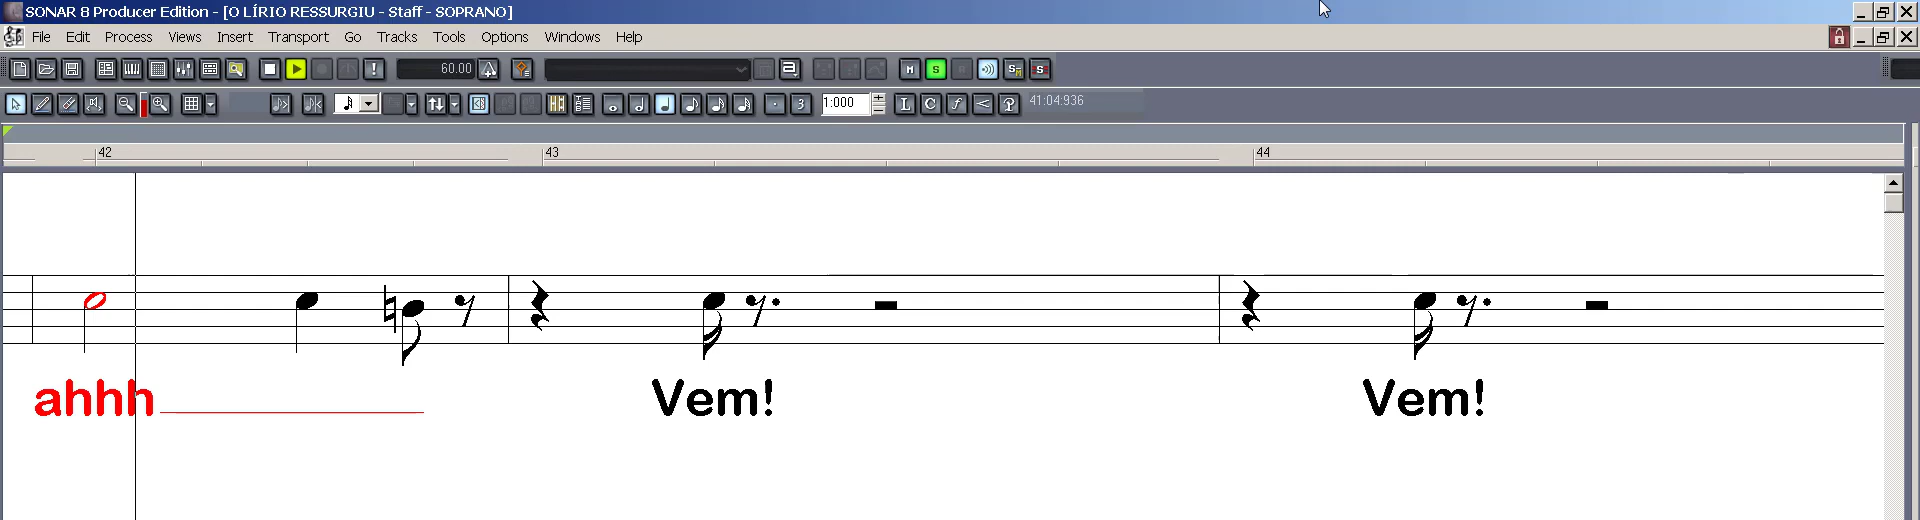 SONAR 8 Producer Edition - [O LÍRIO RESSURGIU - Staff - SOPRANO]
File Edit Process Views Insert Transport Go Tracks Tools Options Windows Help
60.00 M S
1:000 L C f 41:04:936
42 43 44
ahhh Vem! Vem!